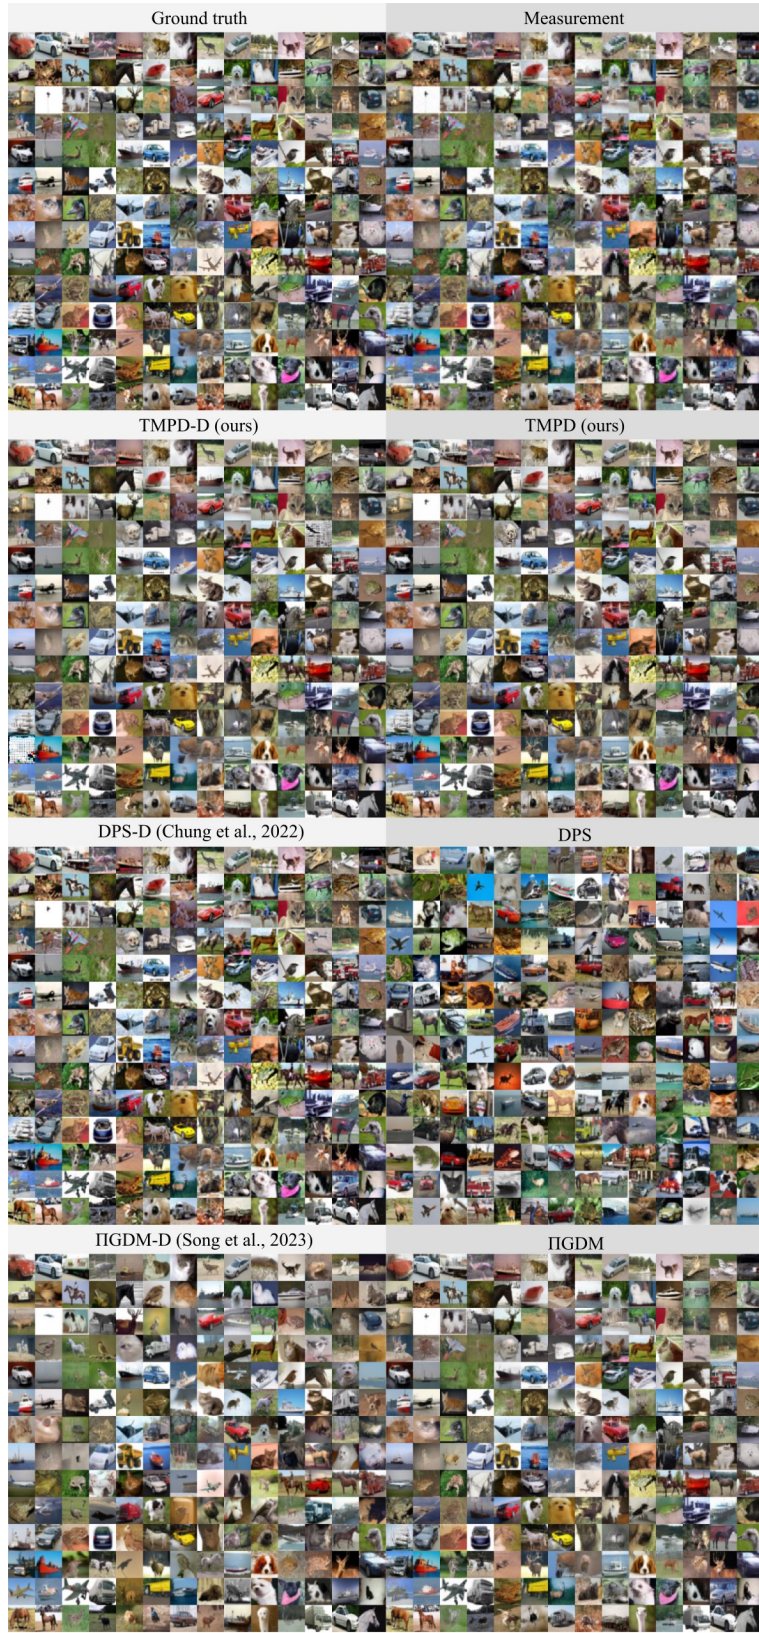 Ground truth
Measurement
TMPD-D (ours)
TMPD (ours)
DPS-D (Chung et al., 2022)
DPS
ΠGDM-D (Song et al., 2023)
ΠGDM